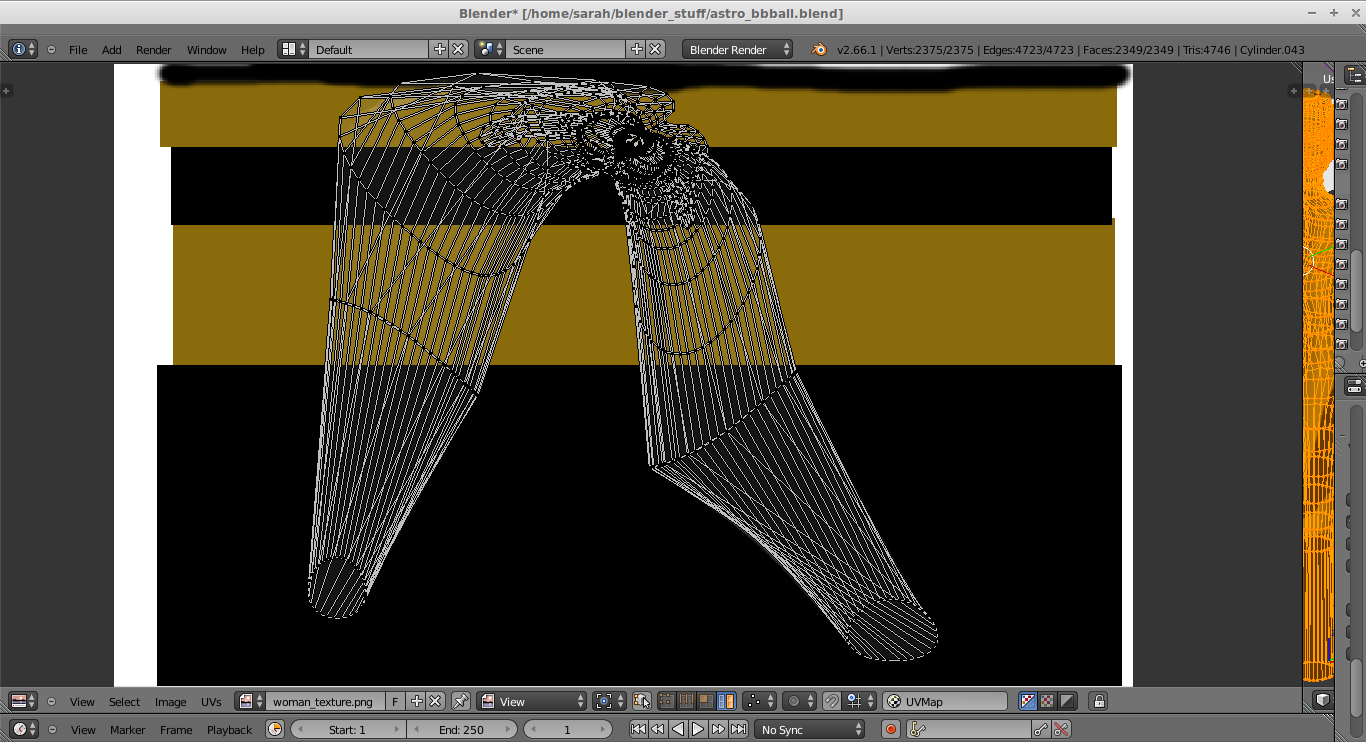 Blender* [/home/sarah/blender_stuff/astro_bbball.blend]
File Add Render Window Help Default Scene Blender Render v2.66.1 | Verts:2375/2375 | Edges:4723/4723 | Faces:2349/2349 | Tris:4746 | Cylinder.043
Us
View Select Image UVs woman_texture.png F View UVMap
View Marker Frame Playback Start: 1 End: 250 1 No Sync